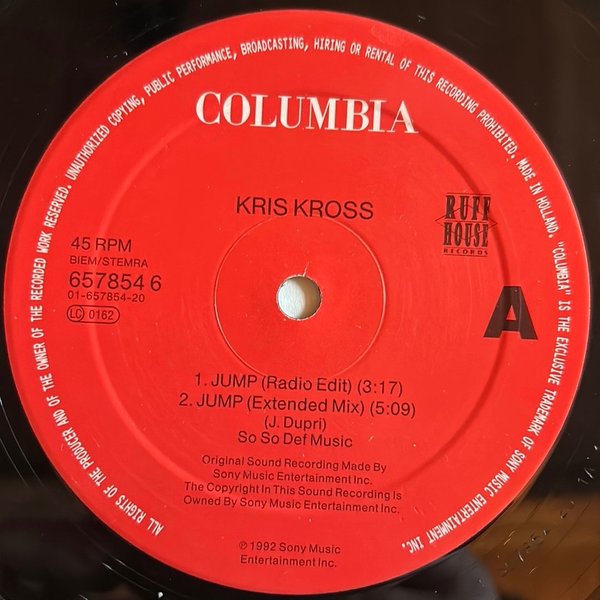 UNAUTHORIZED COPYING, PUBLIC PERFORMANCE, BROADCASTING, HIRING OR RENTAL OF THIS RECORDING PROHIBITED. MADE IN HOLLAND. "COLUMBIA" IS THE EXCLUSIVE TRADEMARK OF SONY MUSIC ENTERTAINMENT INC.
ALL RIGHTS OF THE PRODUCER AND OF THE OWNER OF THE RECORDED WORK RESERVED.
COLUMBIA
KRIS KROSS
RUFF
HOUSE
RECORDS
45 RPM
BIEM/STEMRA
657854 6
01-657854-20
LC 0162
A
1. JUMP (Radio Edit) (3:17)
2. JUMP (Extended Mix) (5:09)
(J. Dupri)
So So Def Music
Original Sound Recording Made By
Sony Music Entertainment Inc.
The Copyright In This Sound Recording Is
Owned By Sony Music Entertainment Inc.
℗ 1992 Sony Music
Entertainment Inc.